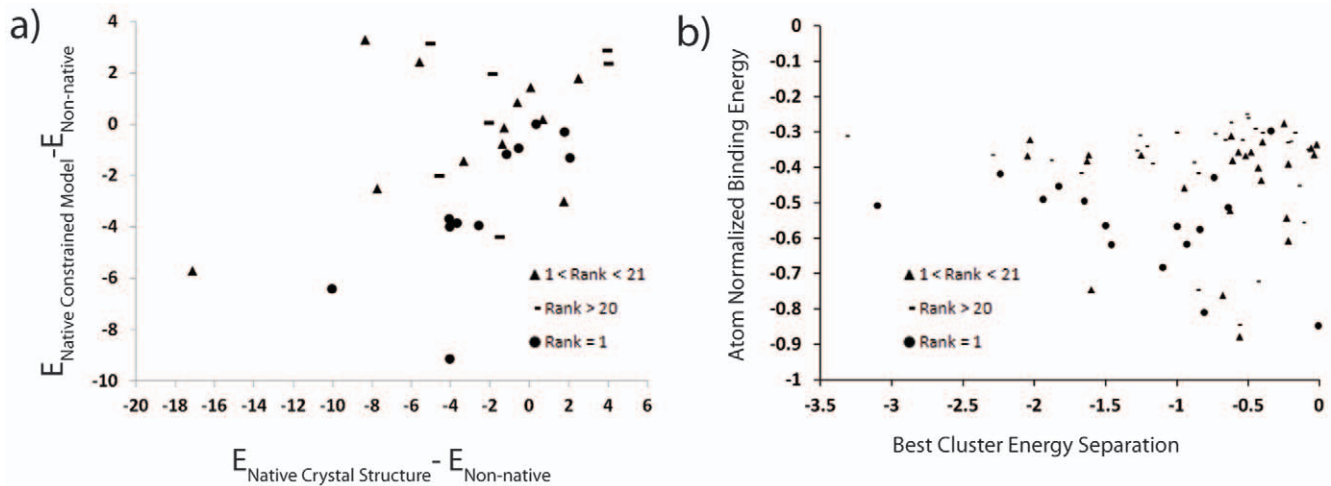 a)
E Native Constrained Model -E Non-native
4
2
0
-2
-4
-6
-8
-10
-20 -18 -16 -14 -12 -10 -8 -6 -4 -2 0 2 4 6
1 < Rank < 21
Rank > 20
Rank = 1
E Native Crystal Structure - E Non-native
b)
Atom Normalized Binding Energy
0
-0.1
-0.2
-0.3
-0.4
-0.5
-0.6
-0.7
-0.8
-0.9
-1
-3.5 -3 -2.5 -2 -1.5 -1 -0.5 0
1 < Rank < 21
Rank > 20
Rank = 1
Best Cluster Energy Separation